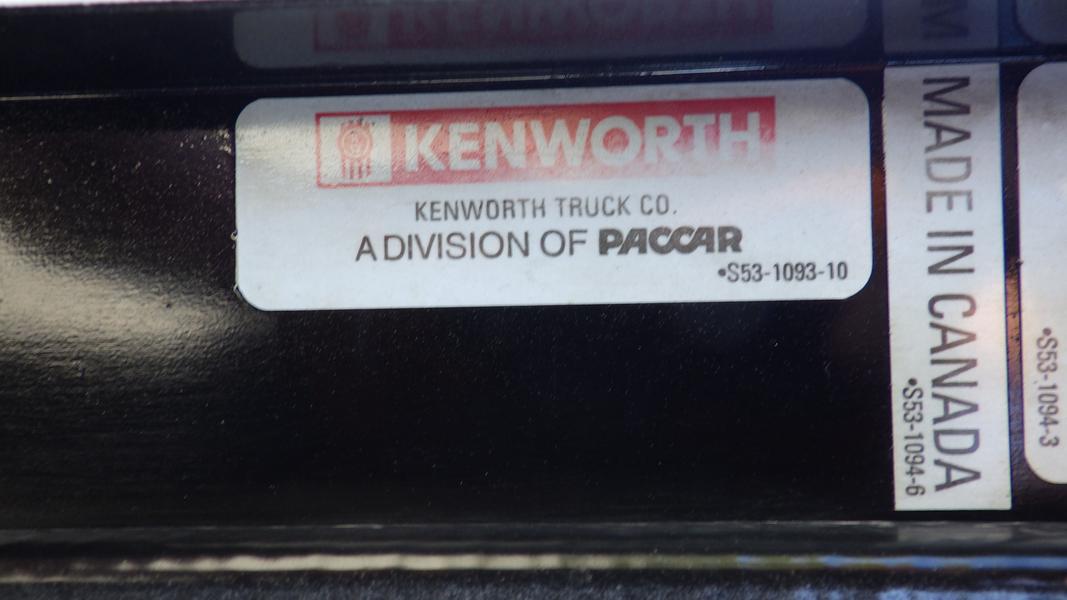 KENWORTH
KENWORTH TRUCK CO.
A DIVISION OF PACCAR
•S53-1093-10
MADE IN CANADA
•S53-1094-6
•S53-1094-3